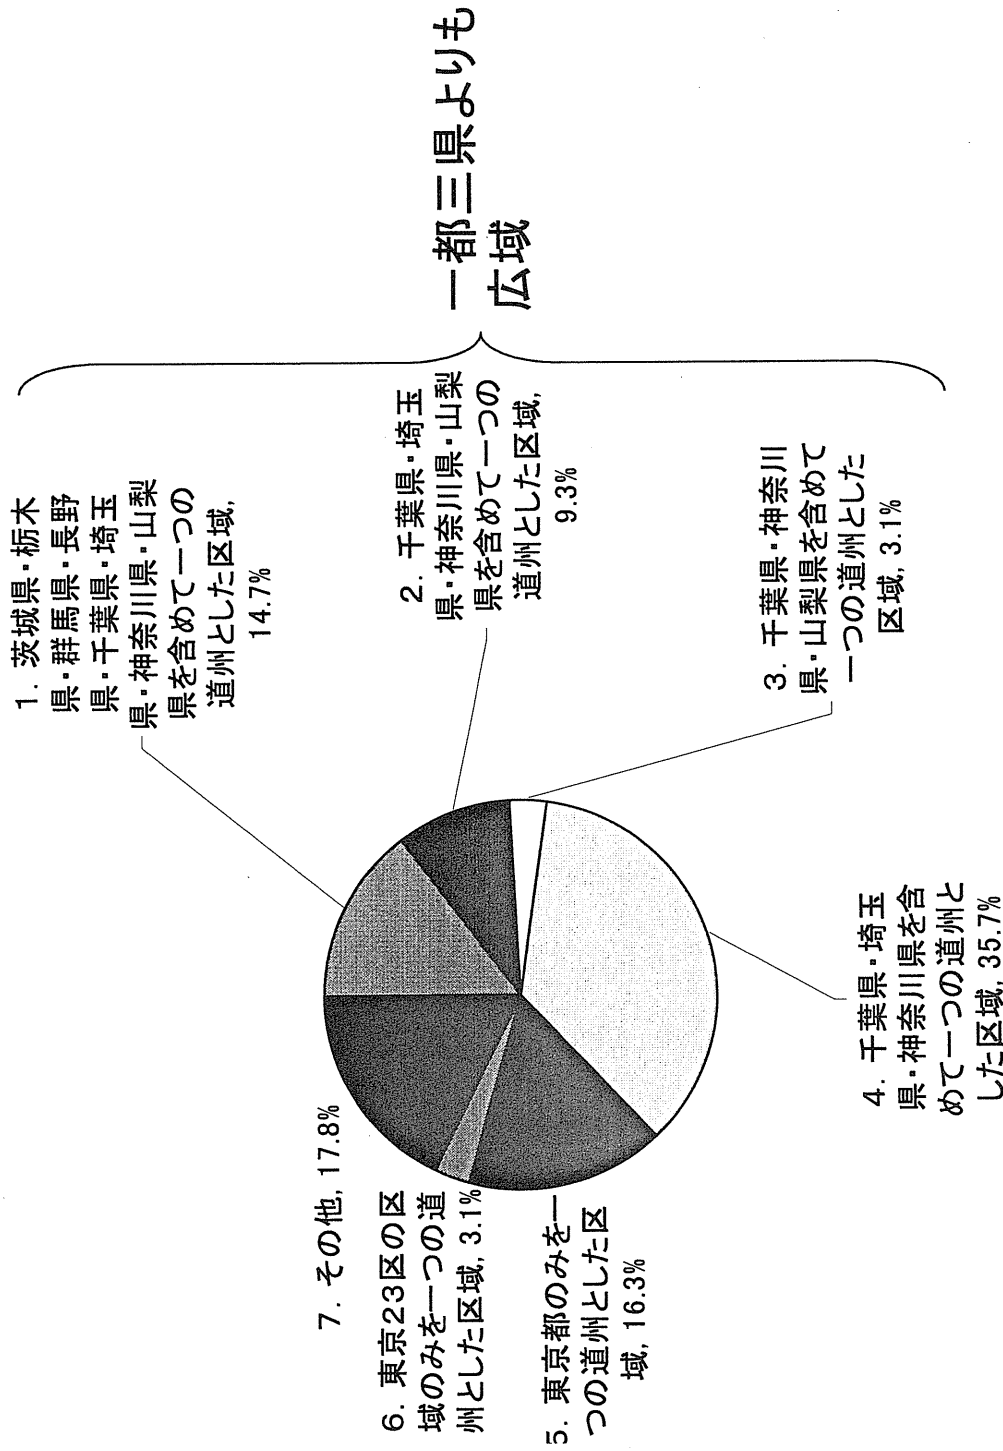 1. 茨城県・栃木
県・群馬県・長野
県・千葉県・埼玉
県・神奈川県・山梨
県を含めて一つの
道州とした区域,
14.7%
2. 千葉県・埼玉
県・神奈川県・山梨
県を含めて一つの
道州とした区域,
9.3%
3. 千葉県・神奈川
県・山梨県を含めて
一つの道州とした
区域, 3.1%
一都三県よりも
広域
4. 千葉県・埼玉
県・神奈川県を含
めて一つの道州と
した区域, 35.7%
5. 東京都のみを一
つの道州とした区
域, 16.3%
6. 東京23区の区
域のみを一つの道
州とした区域, 3.1%
7. その他, 17.8%